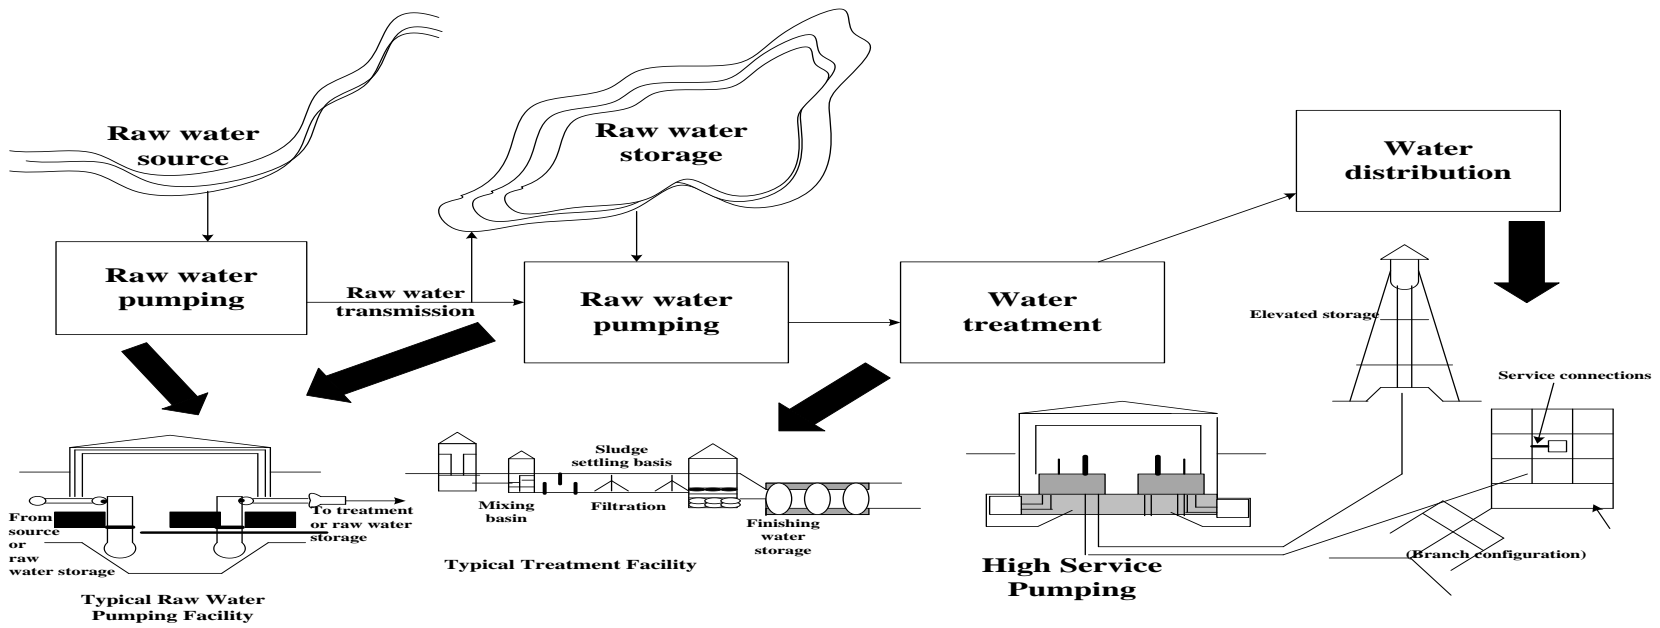 Raw water
source
Raw water
storage
Water
distribution
Raw water
pumping
Raw water
transmission
Raw water
pumping
Water
treatment
Elevated storage
Service connections
Sludge
settling basis
Mixing
basin
Filtration
Finishing
water
storage
From
source
or
raw
water storage
To treatment
or raw water
storage
Typical Raw Water
Pumping Facility
Typical Treatment Facility
High Service
Pumping
(Branch configuration)